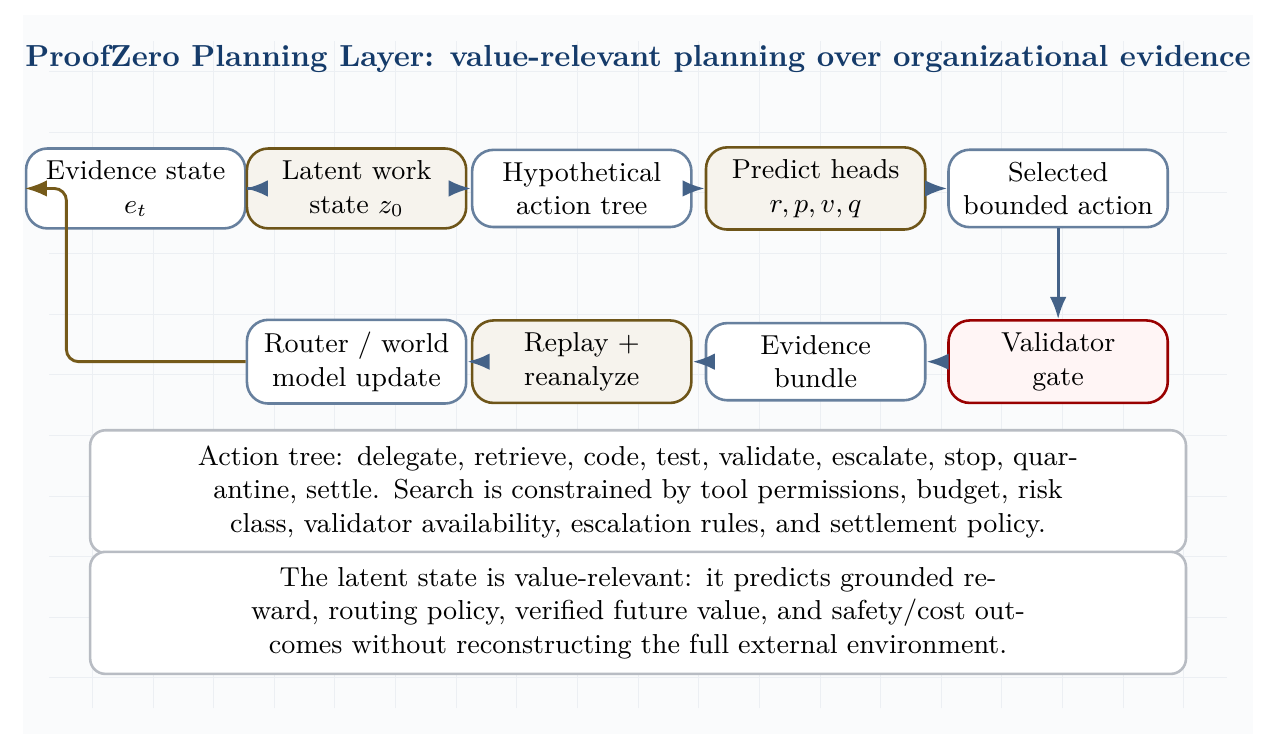 ProofZero Planning Layer: value-relevant planning over organizational evidence
Evidence state
e_t
Latent work
state z_0
Hypothetical
action tree
Predict heads
r, p, v, q
Selected
bounded action
Router / world
model update
Replay +
reanalyze
Evidence
bundle
Validator
gate
Action tree: delegate, retrieve, code, test, validate, escalate, stop, quar-
antine, settle. Search is constrained by tool permissions, budget, risk
class, validator availability, escalation rules, and settlement policy.
The latent state is value-relevant: it predicts grounded re-
ward, routing policy, verified future value, and safety/cost out-
comes without reconstructing the full external environment.